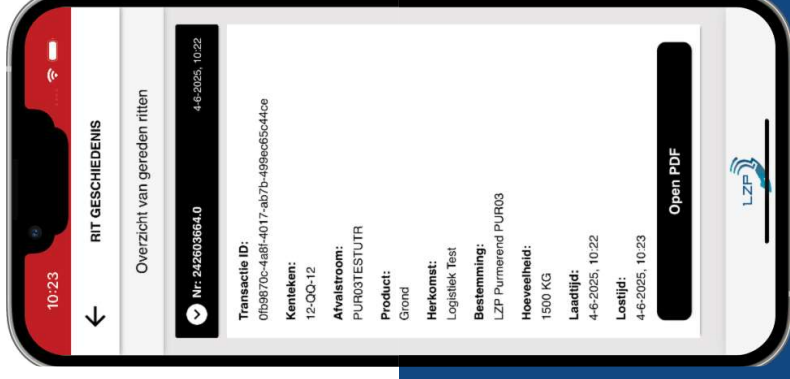 10:23
RIT GESCHIEDENIS
Overzicht van gereden ritten
Nr: 242603664.0 4-6-2025, 10:22
Transactie ID:
0fb9870c-4a8f-4017-ab7b-499ec65c44ce
Kenteken:
12-QQ-12
Afvalstroom:
PUR03TESTUTR
Product:
Grond
Herkomst:
Logistiek Test
Bestemming:
LZP Purmerend PUR03
Hoeveelheid:
1500 KG
Laadtijd:
4-6-2025, 10:22
Lostijd:
4-6-2025, 10:23
Open PDF
LZP